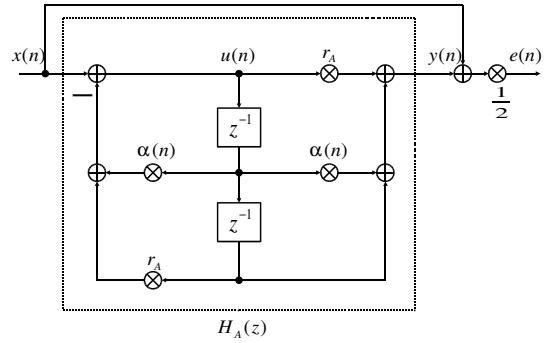 x(n)
u(n)
r_A
y(n)
e(n)
1/2
z⁻¹
α(n)
α(n)
z⁻¹
r_A
H_A(z)